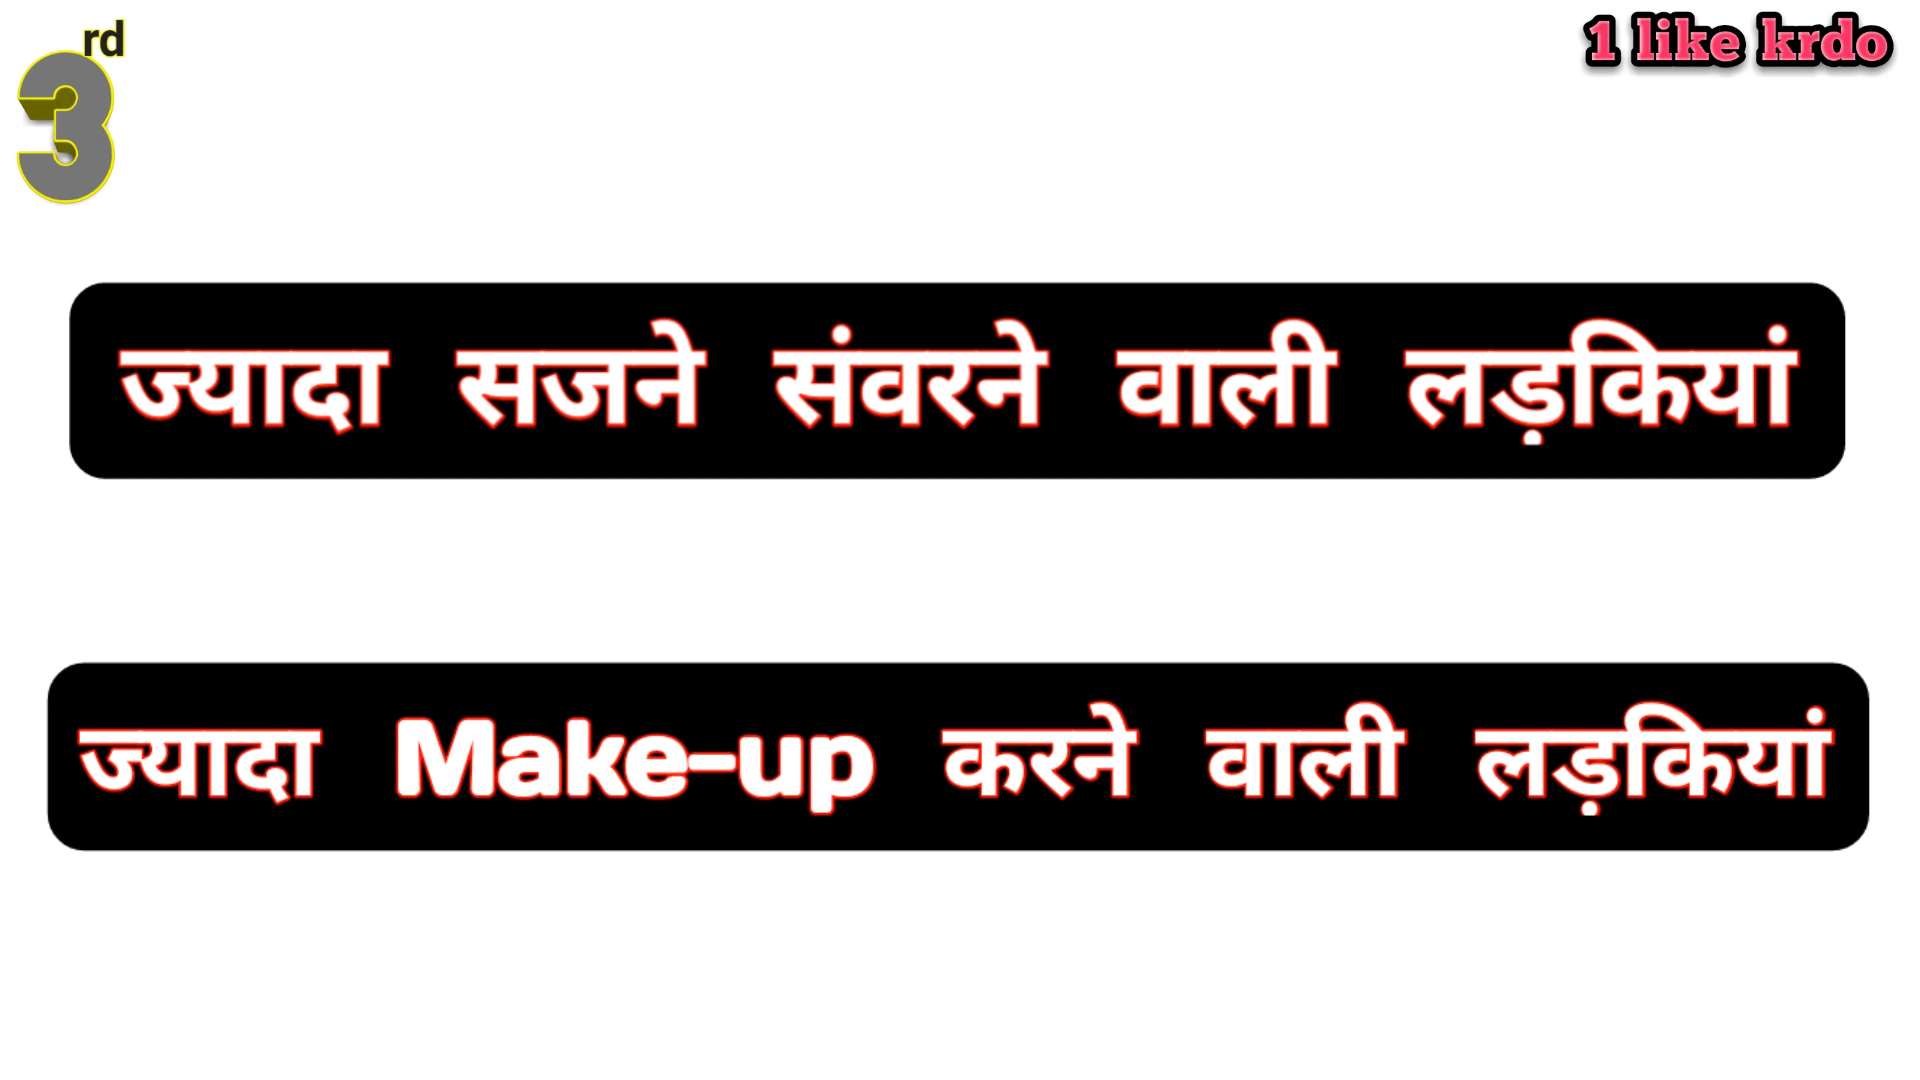 3rd
1 like krdo
ज्यादा सजने संवरने वाली लड़कियां
ज्यादा Make-up करने वाली लड़कियां